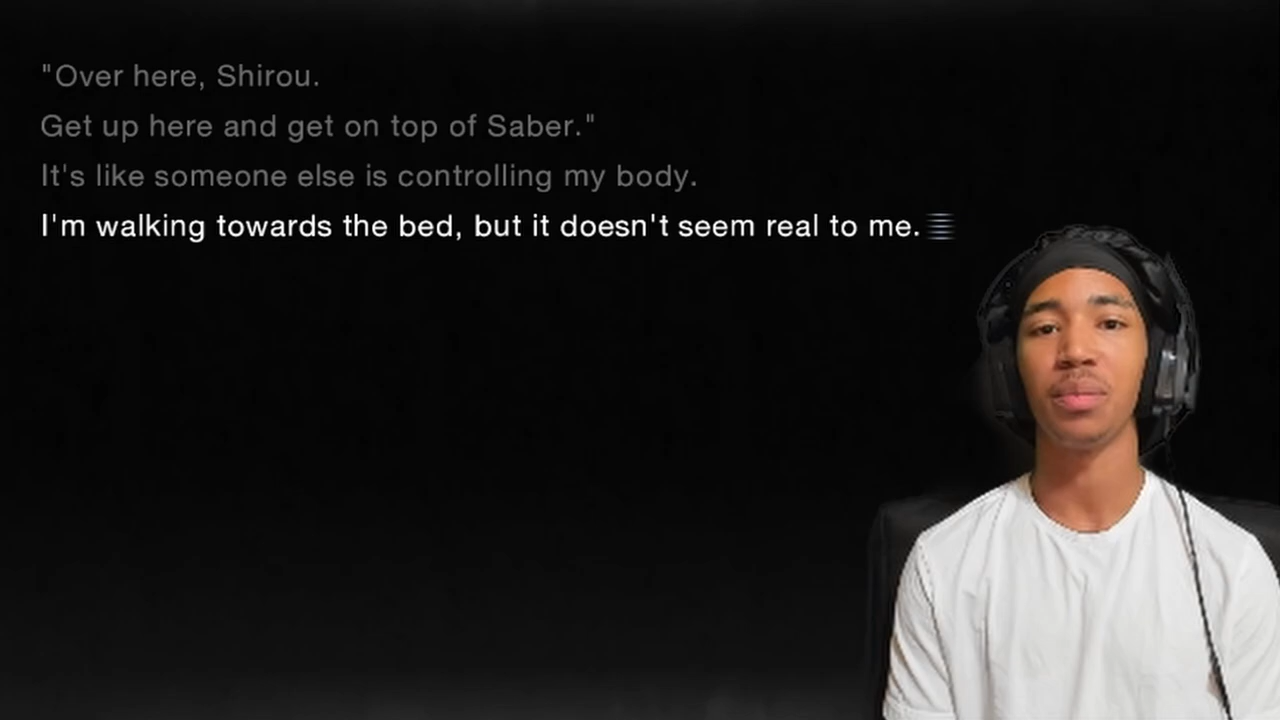 "Over here, Shirou.
Get up here and get on top of Saber."
It's like someone else is controlling my body.
I'm walking towards the bed, but it doesn't seem real to me.